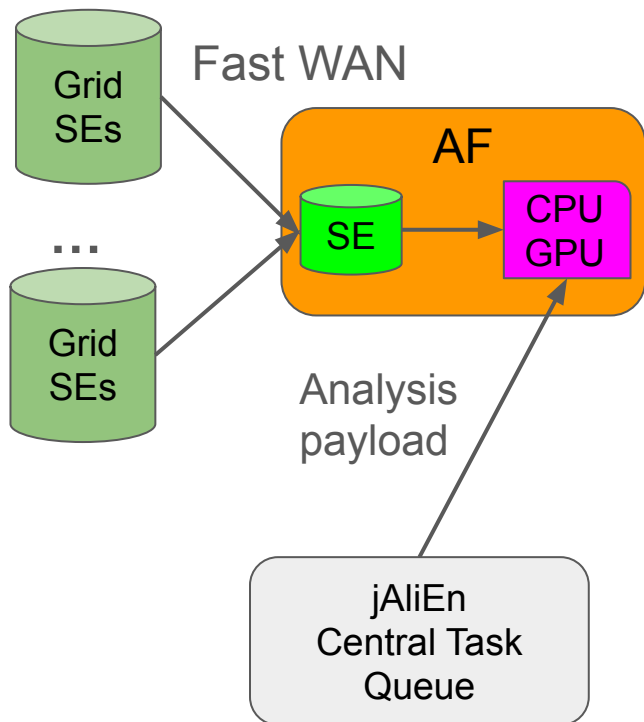 Grid
SEs
Fast WAN
...
Grid
SEs
AF
SE
CPU
GPU
Analysis
payload
jAliEn
Central Task
Queue